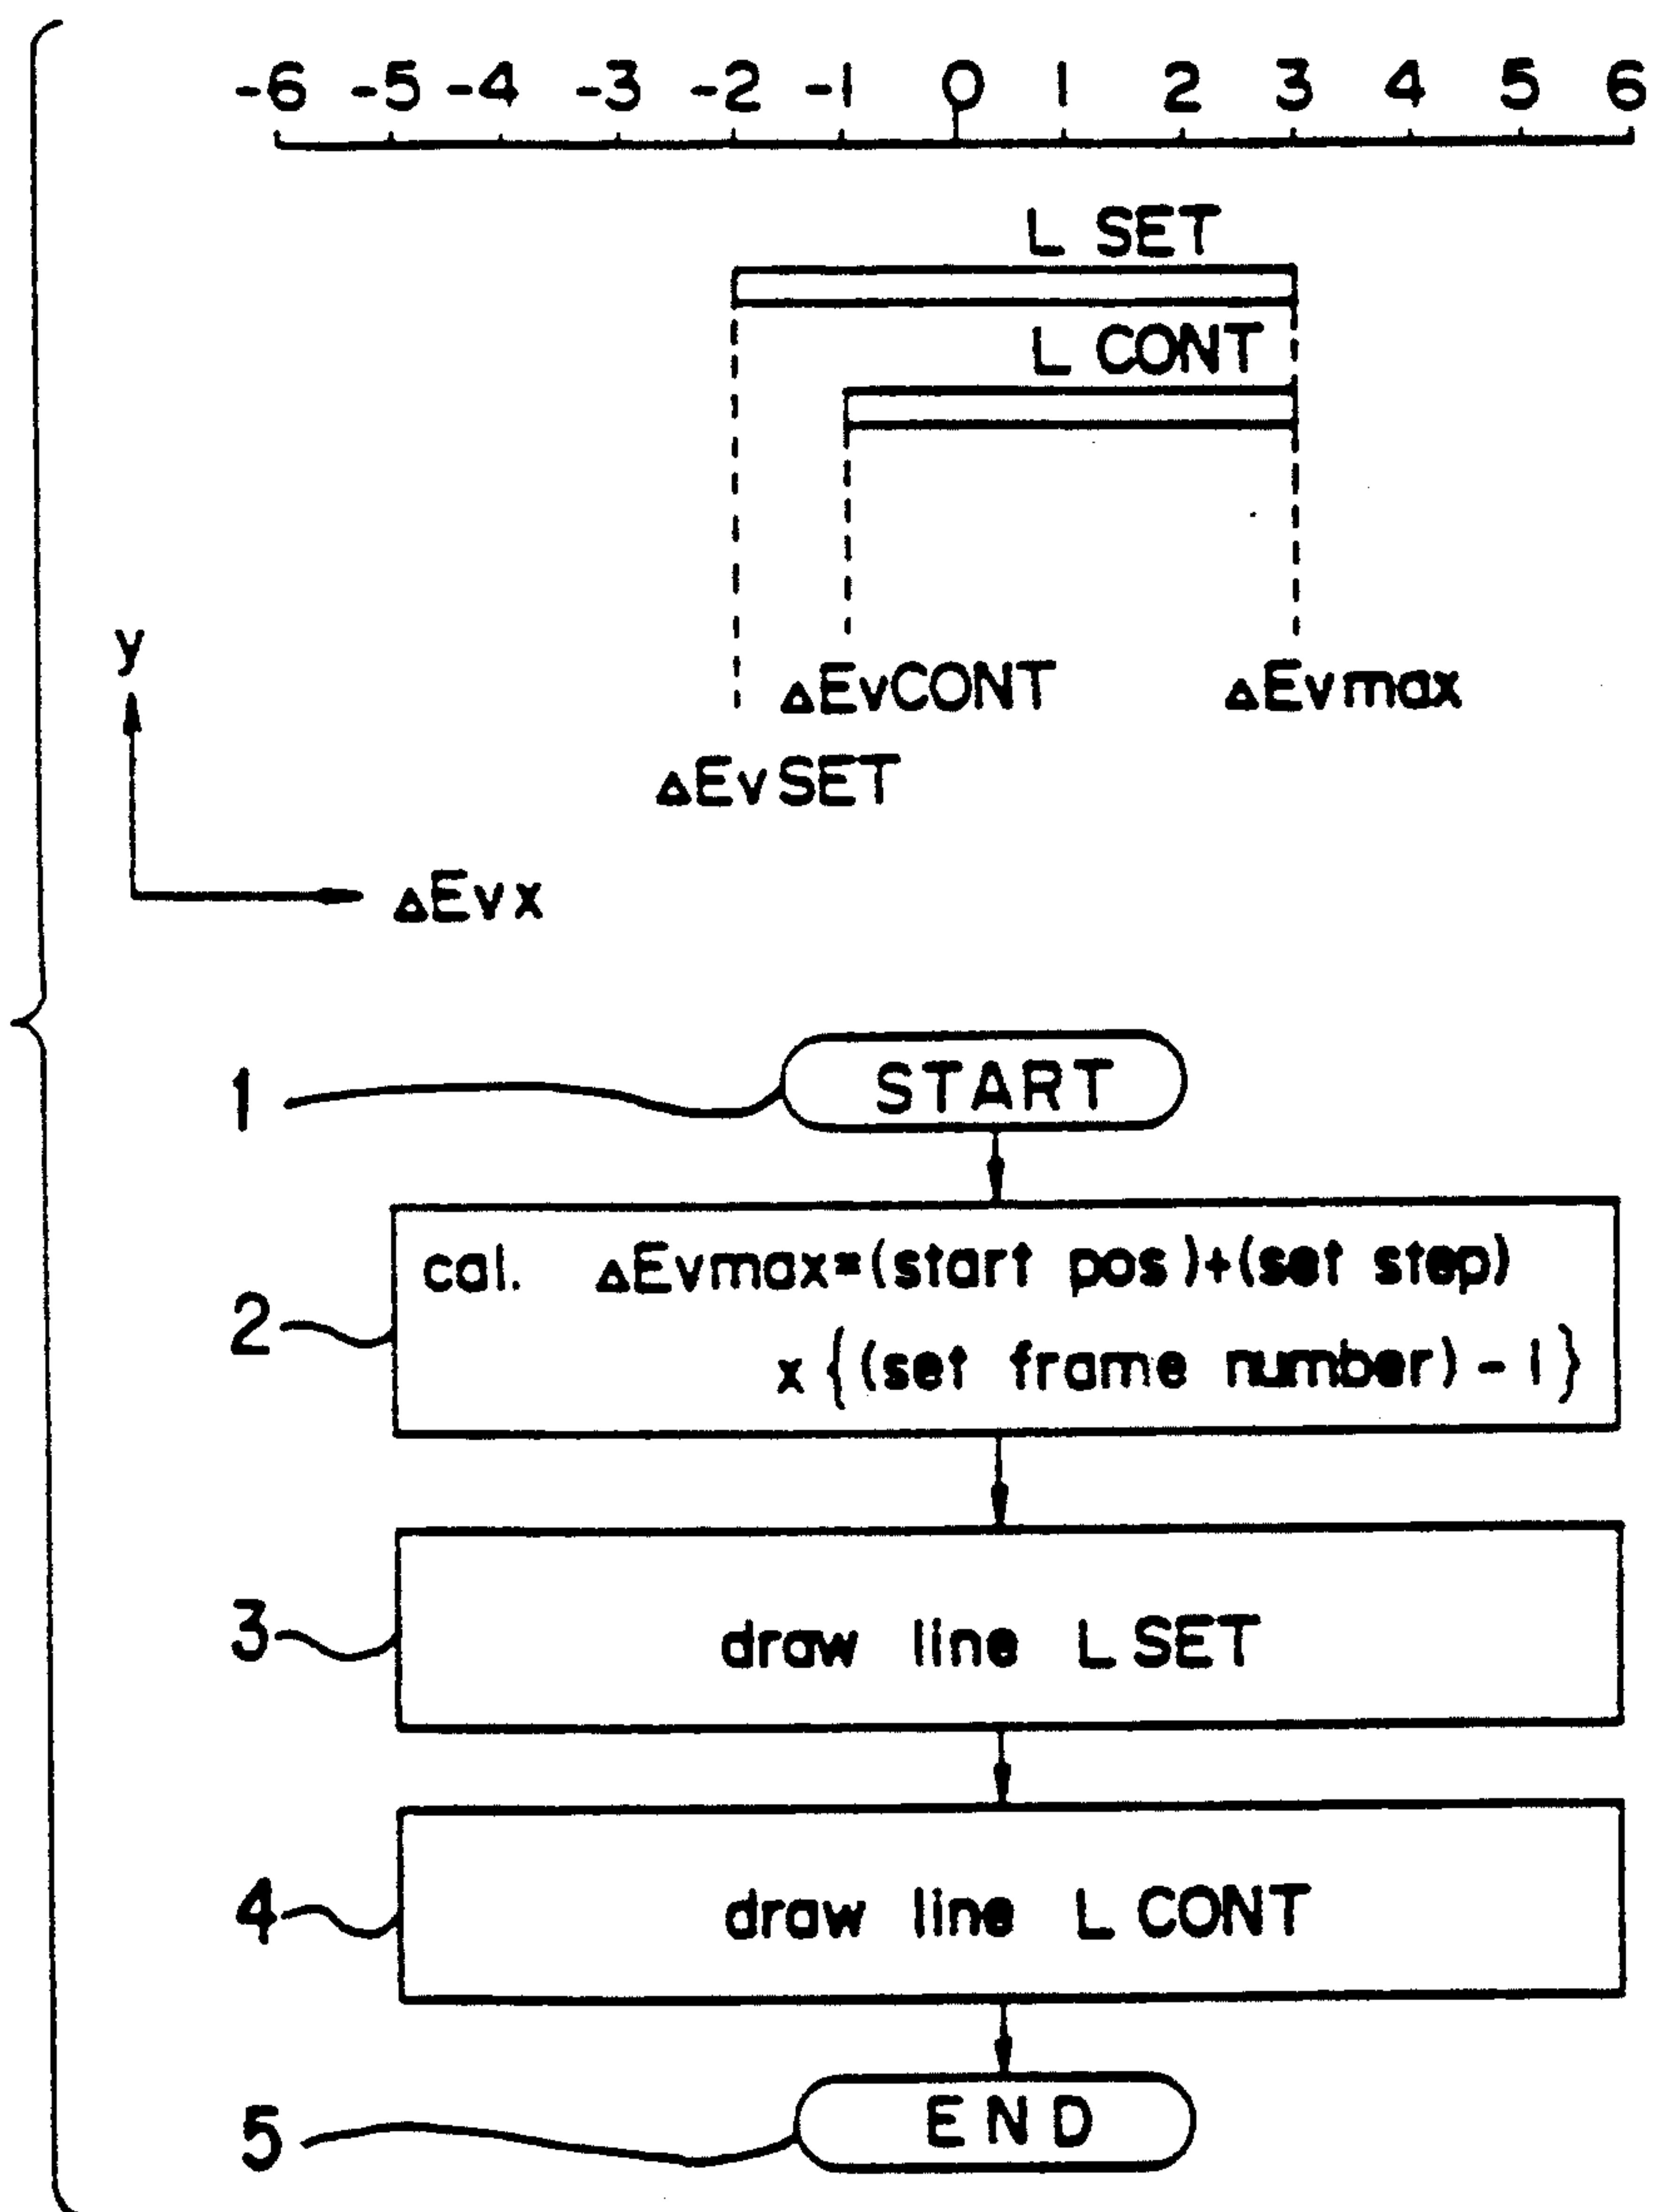 -6 -5 -4 -3 -2 -1 0 1 2 3 4 5 6
L SET
L CONT
y
ΔEvCONT ΔEvmax
ΔEvSET
ΔEvx
1 START
cal. ΔEvmax=(start pos)+(set step)
2
x {(set frame number) - 1}
3 draw line L SET
4 draw line L CONT
5 END